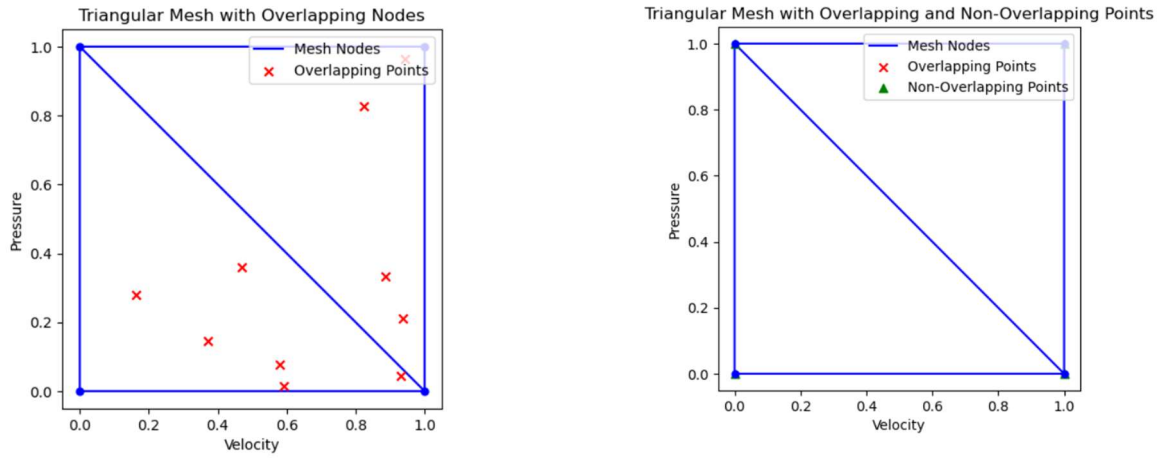 Triangular Mesh with Overlapping Nodes
Mesh Nodes
Overlapping Points
1.0
0.8
0.6
0.4
0.2
0.0
Pressure
0.0 0.2 0.4 0.6 0.8 1.0
Velocity
Triangular Mesh with Overlapping and Non-Overlapping Points
Mesh Nodes
Overlapping Points
Non-Overlapping Points
1.0
0.8
0.6
0.4
0.2
0.0
Pressure
0.0 0.2 0.4 0.6 0.8 1.0
Velocity